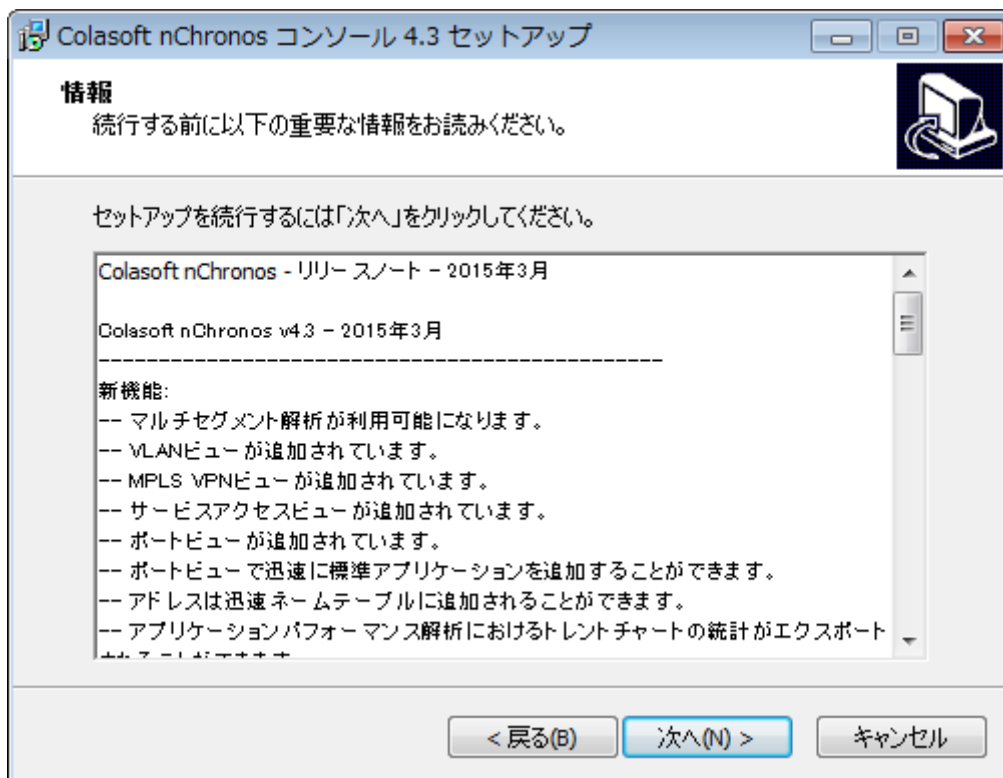 Colasoft nChronos コンソール 4.3 セットアップ
情報
続行する前に以下の重要な情報をお読みください。
セットアップを続行するには「次へ」をクリックしてください。
Colasoft nChronos - リリースノート - 2015年3月
Colasoft nChronos v4.3 - 2015年3月
-----------------------------------------------
新機能:
-- マルチセグメント解析が利用可能になります。
-- VLANビューが追加されています。
-- MPLS VPNビューが追加されています。
-- サービスアクセスビューが追加されています。
-- ポートビューが追加されています。
-- ポートビューで迅速に標準アプリケーションを追加することができます。
-- アドレスは迅速ネームテーブルに追加されることができます。
-- アプリケーションパフォーマンス解析におけるトレントチャートの統計がエクスポート
< 戻る(B)
次へ(N) >
キャンセル